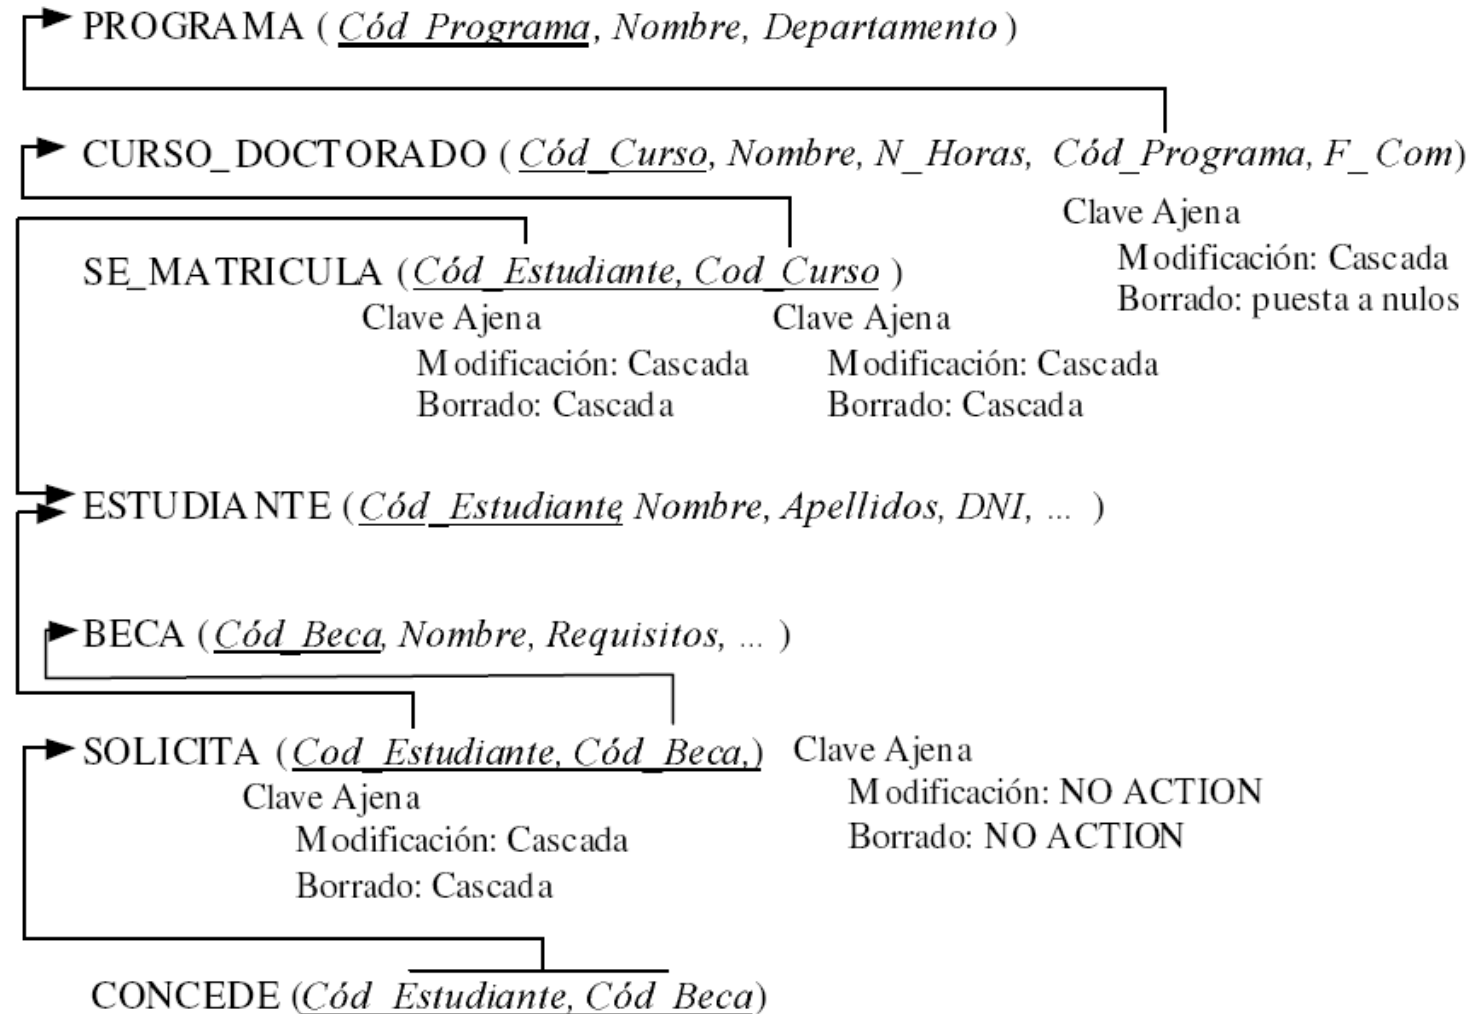 PROGRAMA ( Cód_Programa, Nombre, Departamento )
CURSO_DOCTORADO ( Cód_Curso, Nombre, N_Horas, Cód_Programa, F_ Com)
Clave Ajena
Modificación: Cascada
Borrado: puesta a nulos
SE_MATRICULA (Cód_Estudiante, Cod_Curso )
Clave Ajena
Modificación: Cascada
Borrado: Cascada
Clave Ajena
Modificación: Cascada
Borrado: Cascada
ESTUDIANTE (Cód_Estudiante, Nombre, Apellidos, DNI, ... )
BECA (Cód_Beca, Nombre, Requisitos, ... )
SOLICITA (Cod_Estudiante, Cód_Beca,)
Clave Ajena
Modificación: Cascada
Borrado: Cascada
Clave Ajena
Modificación: NO ACTION
Borrado: NO ACTION
CONCEDE (Cód_Estudiante, Cód_Beca)